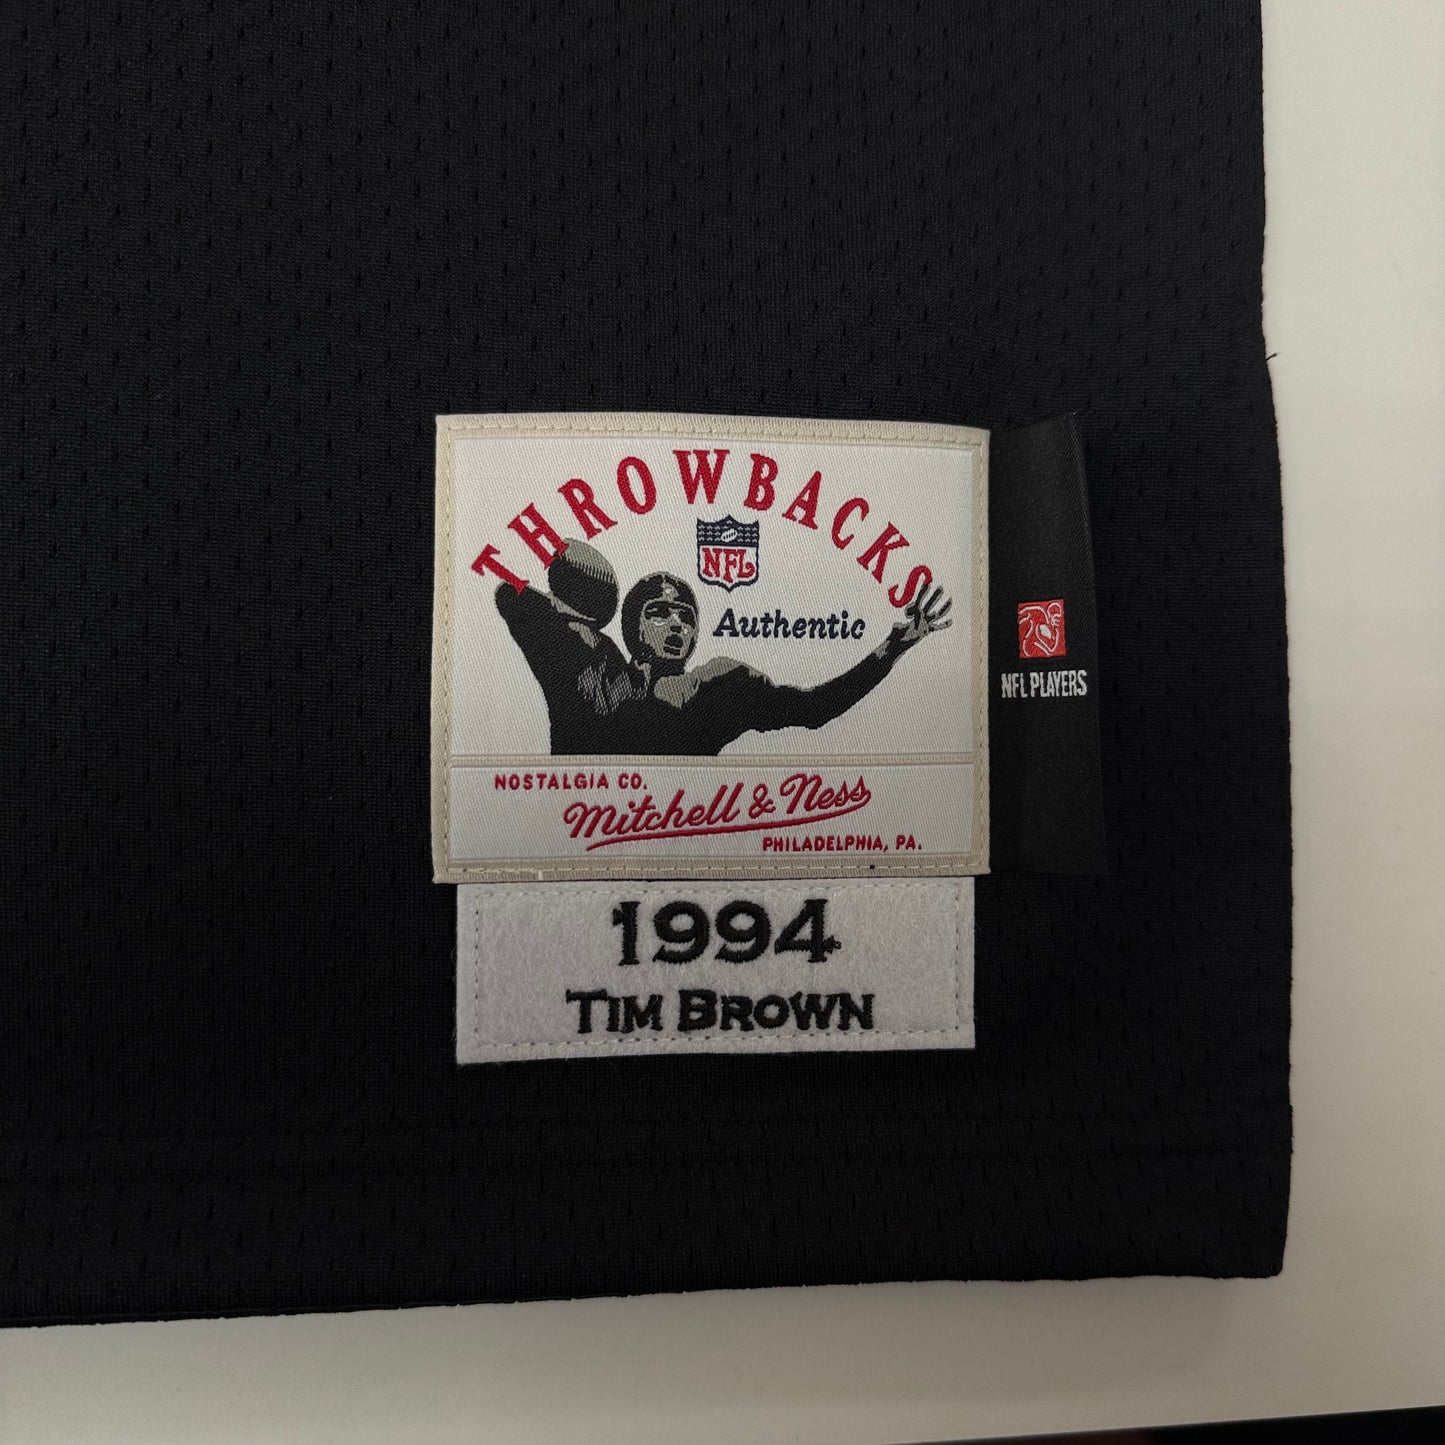 THROWBACKS
NFL
Authentic
NFL PLAYERS
NOSTALGIA CO.
Mitchell & Ness
PHILADELPHIA, PA.
1994
TIM BROWN